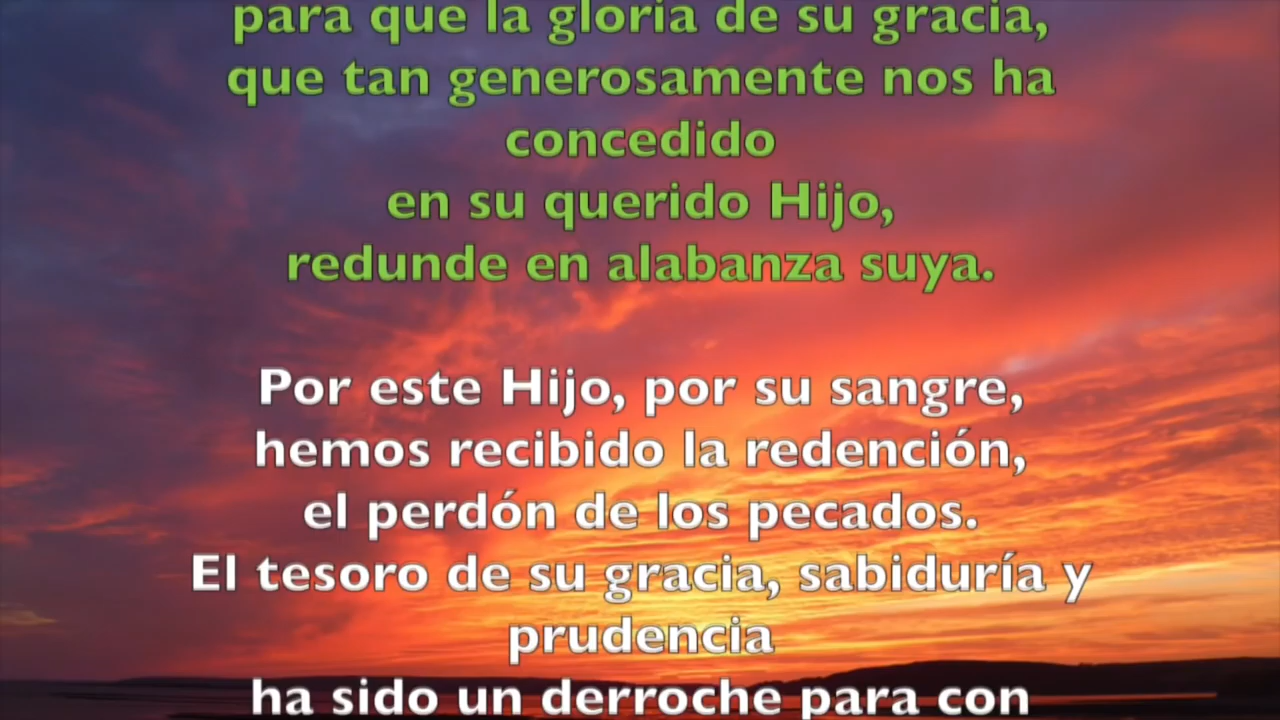 para que la gloria de su gracia,
que tan generosamente nos ha
concedido
en su querido Hijo,
redunde en alabanza suya.
Por este Hijo, por su sangre,
hemos recibido la redención,
el perdón de los pecados.
El tesoro de su gracia, sabiduría y
prudencia
ha sido un derroche para con